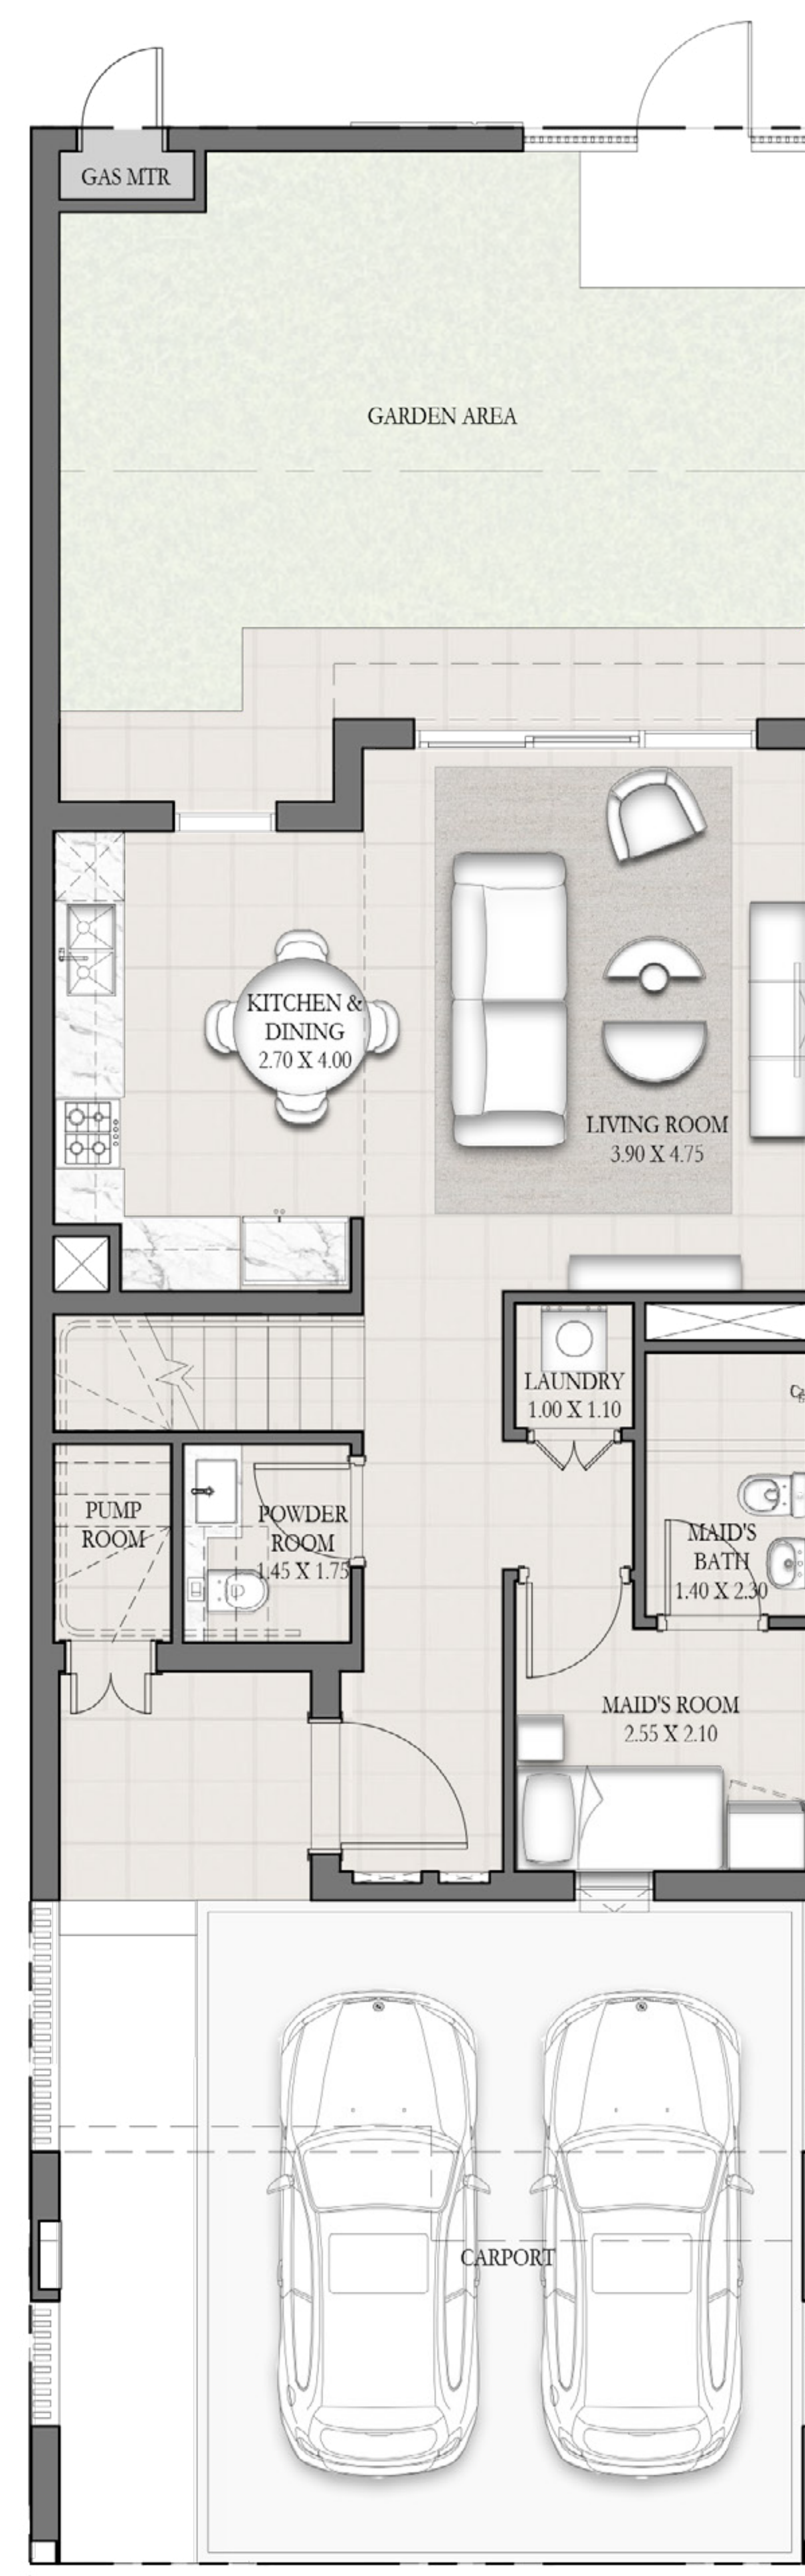 GAS MTR
GARDEN AREA
KITCHEN &
DINING
2.70 X 4.00
LIVING ROOM
3.90 X 4.75
LAUNDRY
1.00 X 1.10
PUMP
ROOM
POWDER
ROOM
1.45 X 1.75
MAID'S
BATH
1.40 X 2.30
MAID'S ROOM
2.55 X 2.10
CARPORT